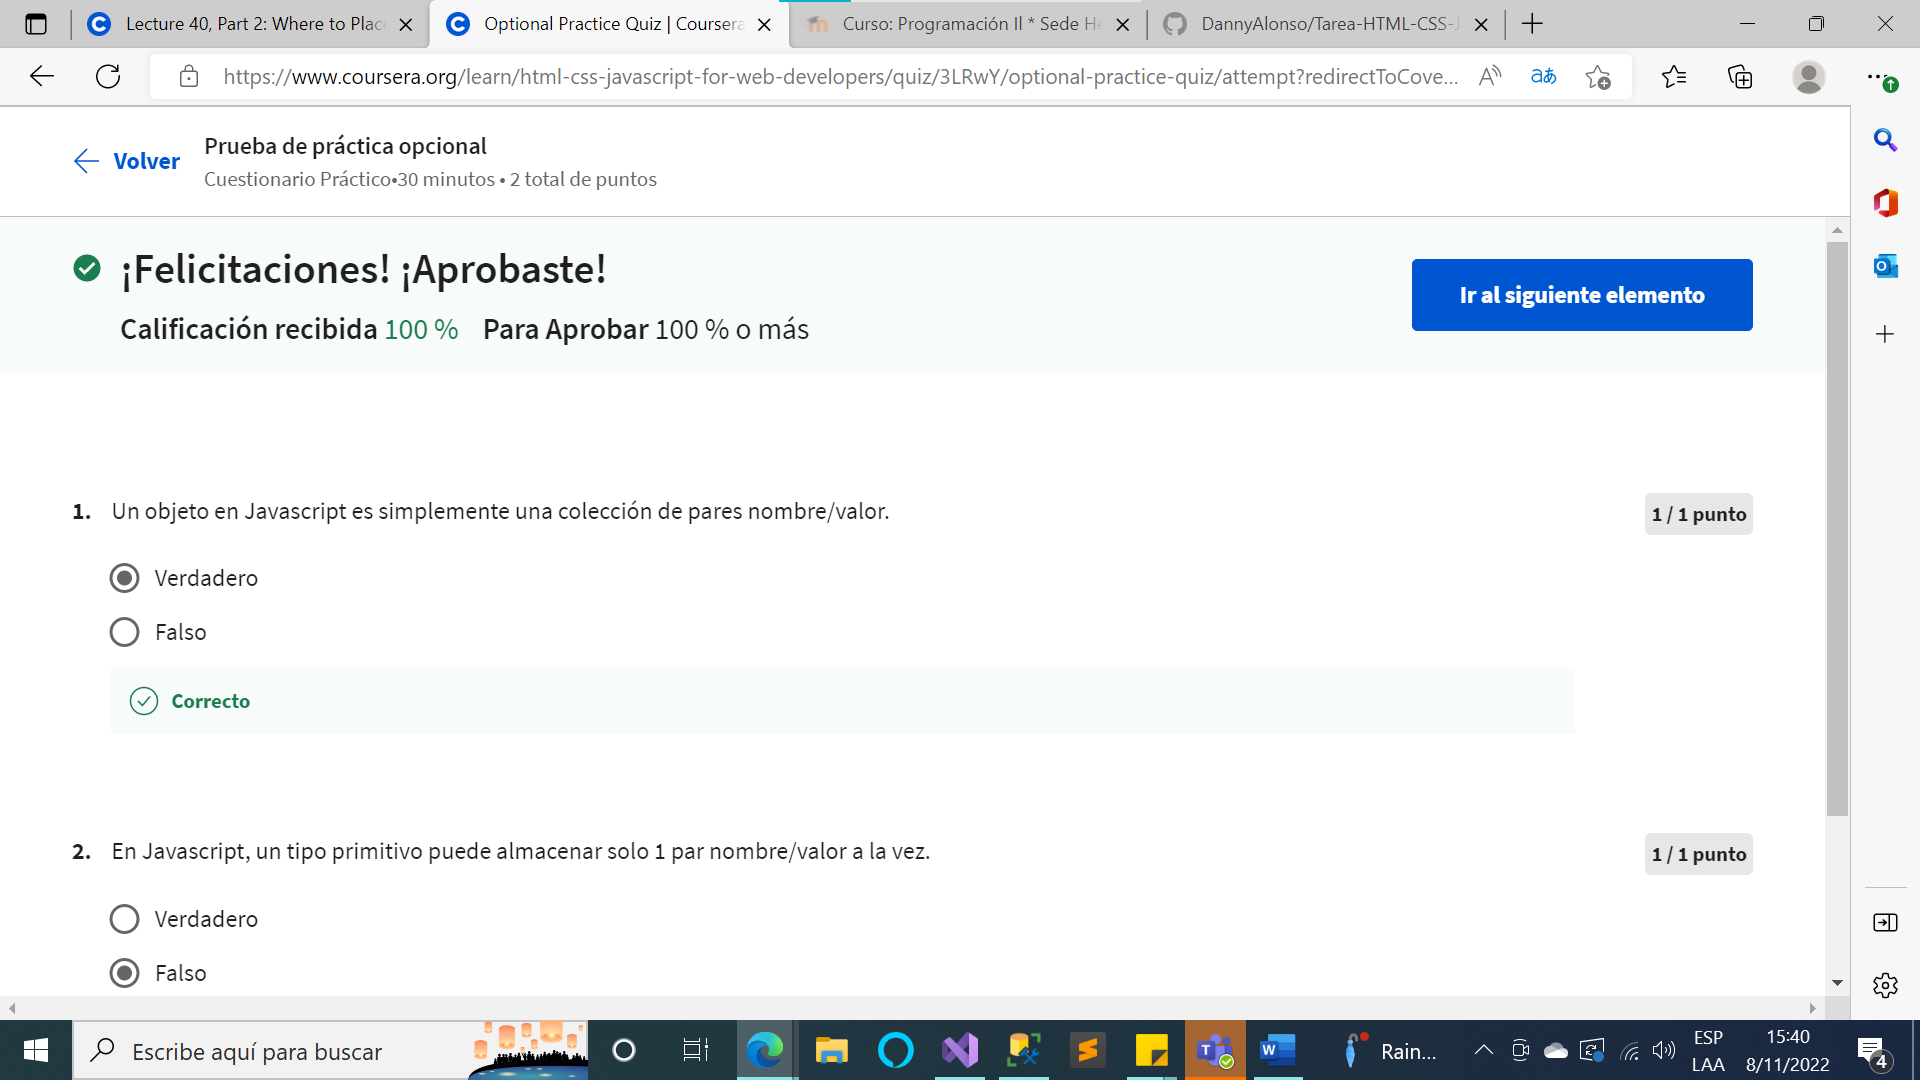 Lecture 40, Part 2: Where to Plac
Optional Practice Quiz | Coursera
Curso: Programación II * Sede He
DannyAlonso/Tarea-HTML-CSS-J
https://www.coursera.org/learn/html-css-javascript-for-web-developers/quiz/3LRwY/optional-practice-quiz/attempt?redirectToCove...
Volver
Prueba de práctica opcional
Cuestionario Práctico•30 minutos • 2 total de puntos
¡Felicitaciones! ¡Aprobaste!
Calificación recibida 100 % Para Aprobar 100 % o más
Ir al siguiente elemento
1. Un objeto en Javascript es simplemente una colección de pares nombre/valor.
1 / 1 punto
Verdadero
Falso
Correcto
2. En Javascript, un tipo primitivo puede almacenar solo 1 par nombre/valor a la vez.
1 / 1 punto
Verdadero
Falso
Escribe aquí para buscar
Rain...
ESP
LAA
15:40
8/11/2022
4